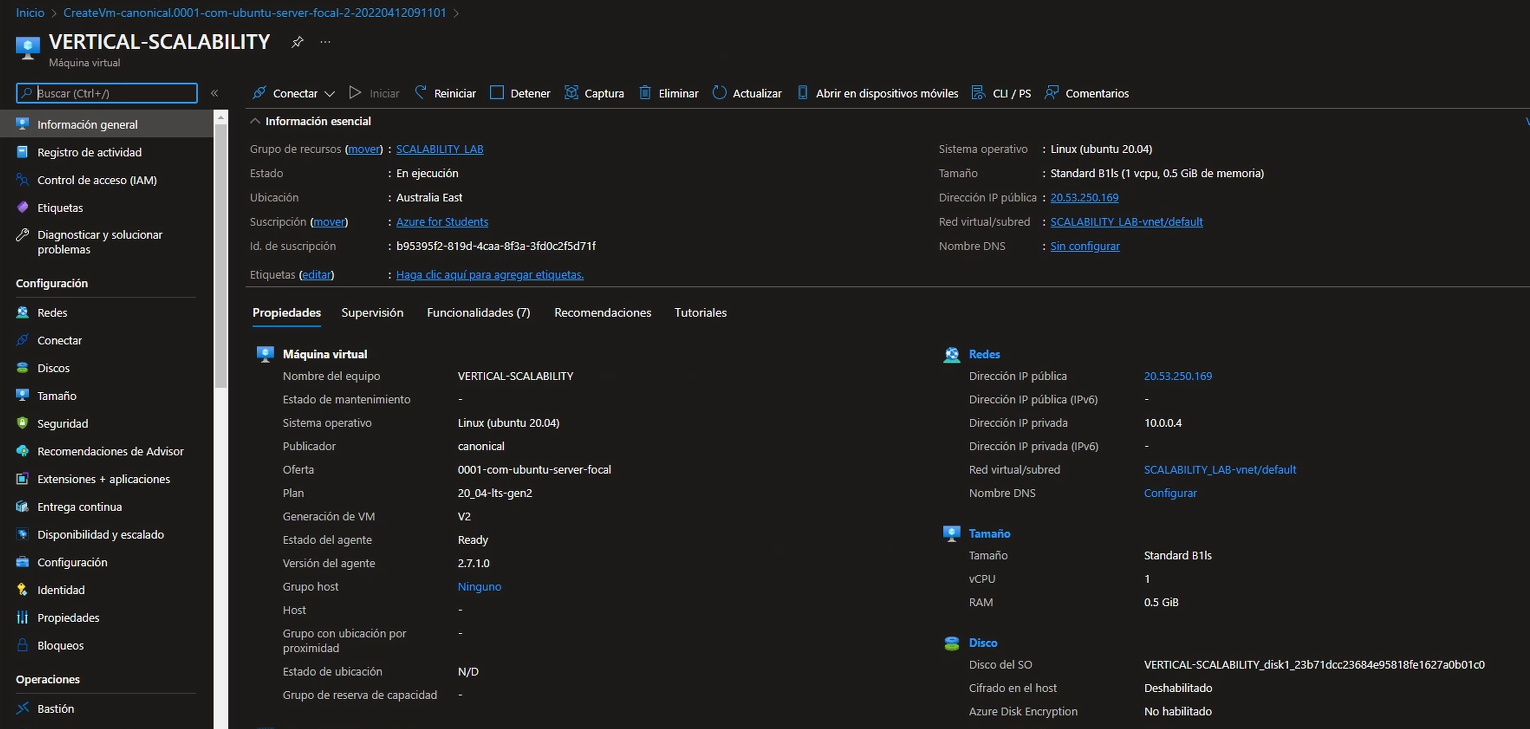 Inicio > CreateVm-canonical.0001-com-ubuntu-server-focal-2-20220412091101 >
VERTICAL-SCALABILITY ...
Máquina virtual
Buscar (Ctrl+/) «
Conectar Iniciar Reiniciar Detener Captura Eliminar Actualizar Abrir en dispositivos móviles CLI / PS Comentarios
Información general
Registro de actividad
Control de acceso (IAM)
Etiquetas
Diagnosticar y solucionar
problemas
Configuración
Redes
Conectar
Discos
Tamaño
Seguridad
Recomendaciones de Advisor
Extensiones + aplicaciones
Entrega continua
Disponibilidad y escalado
Configuración
Identidad
Propiedades
Bloqueos
Operaciones
Bastión
Información esencial
Grupo de recursos (mover) : SCALABILITY_LAB
Estado : En ejecución
Ubicación : Australia East
Suscripción (mover) : Azure for Students
Id. de suscripción : b95395f2-819d-4caa-8f3a-3fd0c2f5d71f
Etiquetas (editar) : Haga clic aquí para agregar etiquetas.
Sistema operativo : Linux (ubuntu 20.04)
Tamaño : Standard B1ls (1 vcpu, 0.5 GiB de memoria)
Dirección IP pública : 20.53.250.169
Red virtual/subred : SCALABILITY_LAB-vnet/default
Nombre DNS : Sin configurar
Propiedades Supervisión Funcionalidades (7) Recomendaciones Tutoriales
Máquina virtual
Nombre del equipo VERTICAL-SCALABILITY
Estado de mantenimiento -
Sistema operativo Linux (ubuntu 20.04)
Publicador canonical
Oferta 0001-com-ubuntu-server-focal
Plan 20_04-lts-gen2
Generación de VM V2
Estado del agente Ready
Versión del agente 2.7.1.0
Grupo host Ninguno
Host -
Grupo con ubicación por -
proximidad
Estado de ubicación N/D
Grupo de reserva de capacidad -
Redes
Dirección IP pública 20.53.250.169
Dirección IP pública (IPv6) -
Dirección IP privada 10.0.0.4
Dirección IP privada (IPv6) -
Red virtual/subred SCALABILITY_LAB-vnet/default
Nombre DNS Configurar
Tamaño
Tamaño Standard B1ls
vCPU 1
RAM 0.5 GiB
Disco
Disco del SO VERTICAL-SCALABILITY_disk1_23b71dcc23684e95818fe1627a0b01c0
Cifrado en el host Deshabilitado
Azure Disk Encryption No habilitado